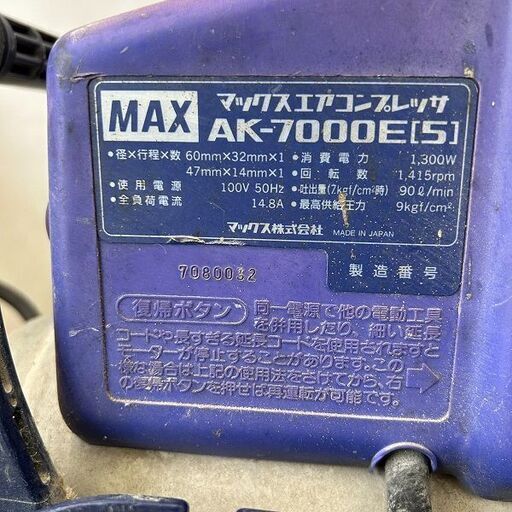 MAX マックスエアコンプレッサ
AK-7000E[5]
•径×行程×数 60mm×32mm×1 •消費電力 1,300W
47mm×14mm×1 •回転数 1,415rpm
•使用電源 100V 50Hz •吐出量(7kgf/cm²時) 90ℓ/min
•全負荷電流 14.8A •最高供給圧力 9kgf/cm²
マックス株式会社 MADE IN JAPAN
7080032 製造番号
復帰ボタン 同一電源で他の電動工具
を併用したり、細い延長
コードや長すぎる延長コードを使用されますと
モーターが停止することがあります。この
様な場合は上記の使用法をさけてから、右
の復帰ボタンを押せば再運転が可能です。